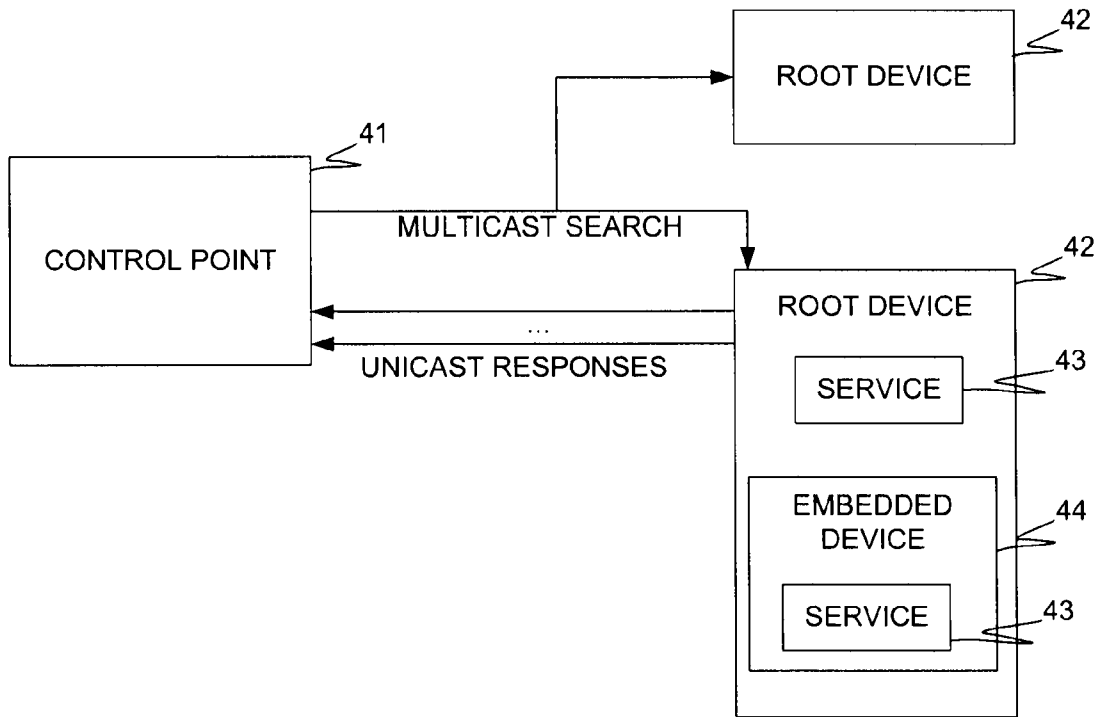 42
ROOT DEVICE
41
CONTROL POINT
MULTICAST SEARCH
42
ROOT DEVICE
...
UNICAST RESPONSES
43
SERVICE
EMBEDDED
DEVICE
44
SERVICE
43